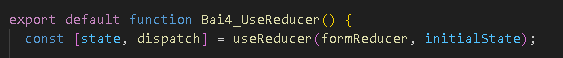 export default function Bai4_UseReducer() {
const [state, dispatch] = useReducer(formReducer, initialState);